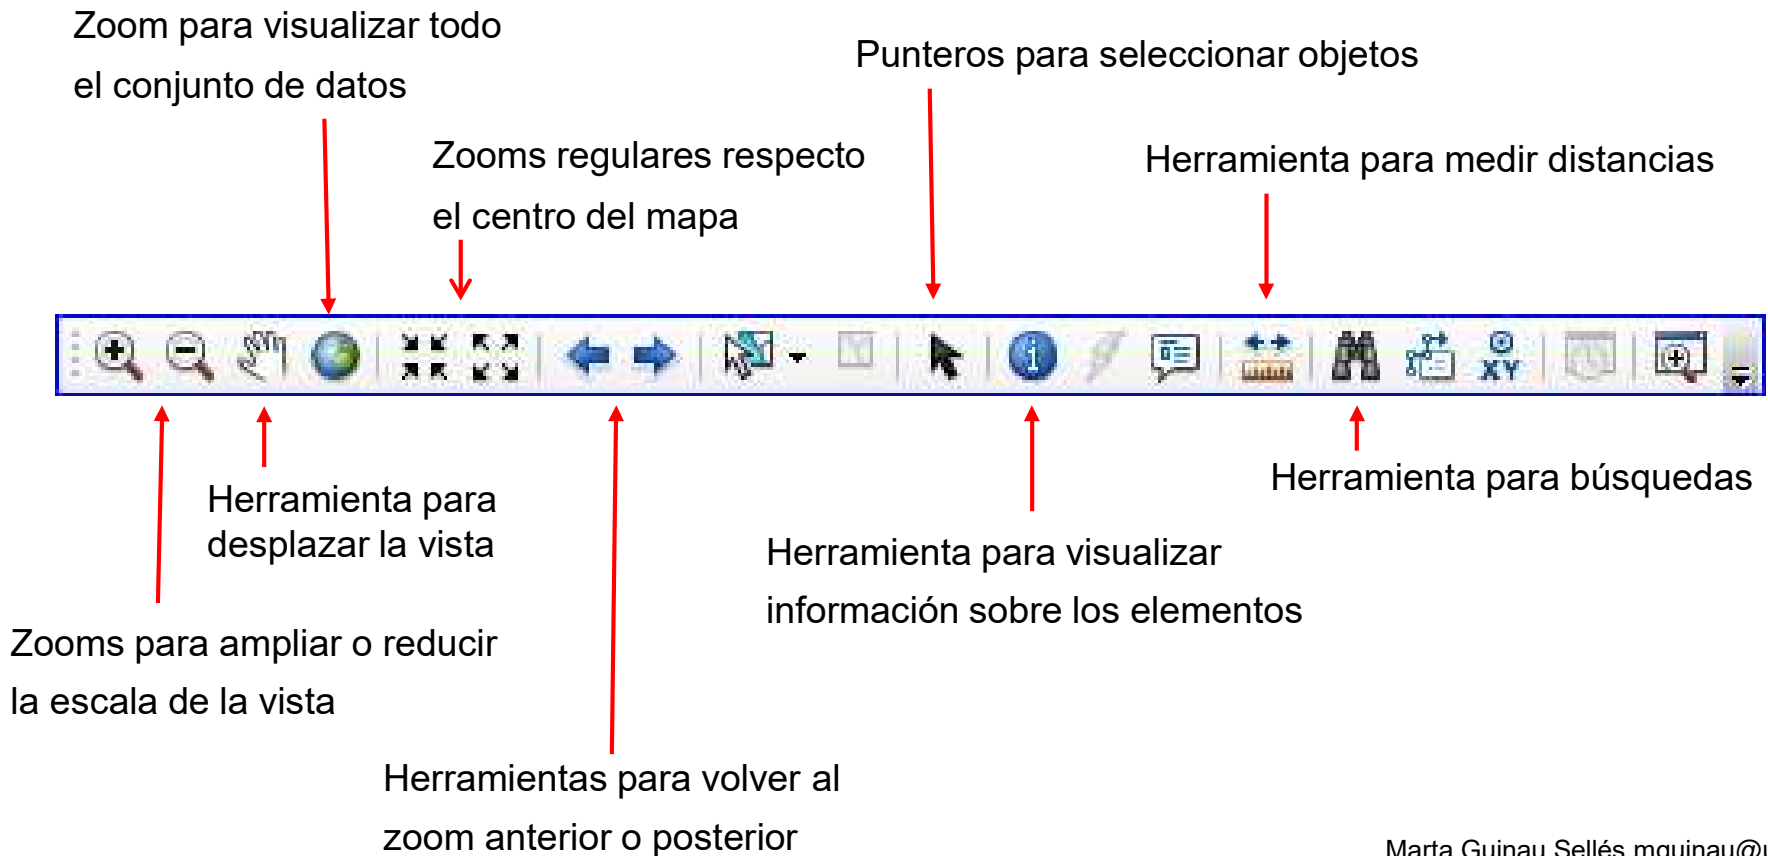 Zoom para visualizar todo
el conjunto de datos
Punteros para seleccionar objetos
Zooms regulares respecto
el centro del mapa
Herramienta para medir distancias
XY
Herramienta para
desplazar la vista
Herramienta para búsquedas
Herramienta para visualizar
información sobre los elementos
Zooms para ampliar o reducir
la escala de la vista
Herramientas para volver al
zoom anterior o posterior
Marta Guinau Sellés mguinau@u